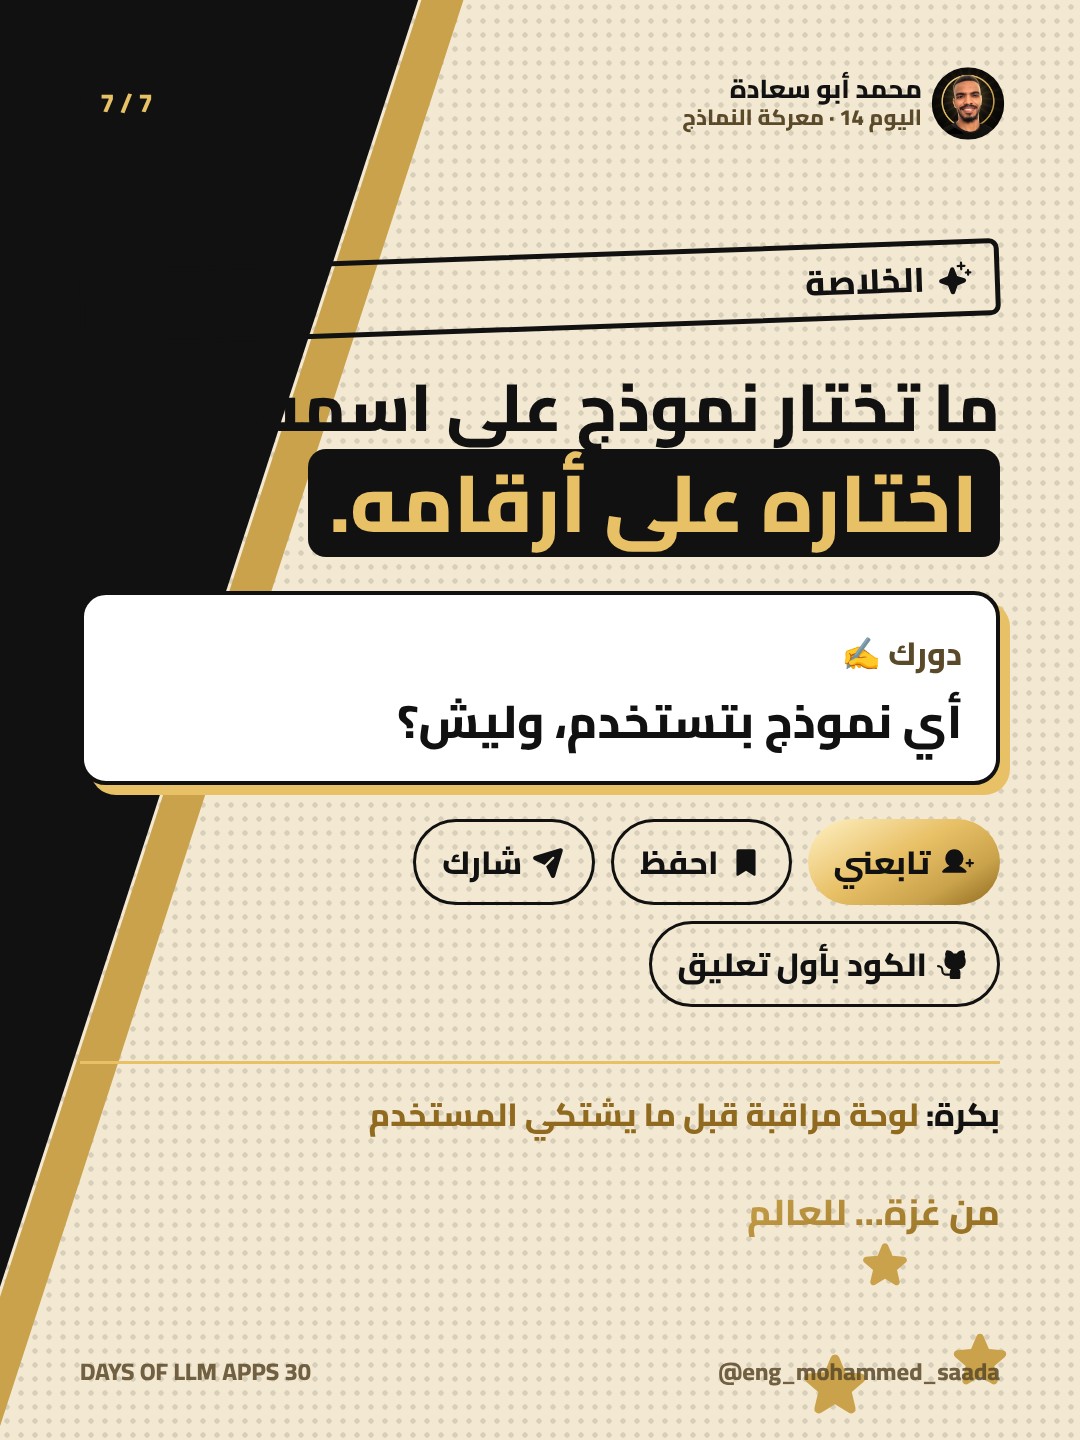 محمد أبو سعادة
اليوم 14 · معركة النماذج
7 / 7
الخلاصة
ما تختار نموذج على اسمه
اختاره على أرقامه.
دورك ✍️
أي نموذج بتستخدم، وليش؟
تابعني
احفظ
شارك
الكود بأول تعليق
بكرة: لوحة مراقبة قبل ما يشتكي المستخدم
من غزة... للعالم
@eng_mohammed_saada
DAYS OF LLM APPS 30